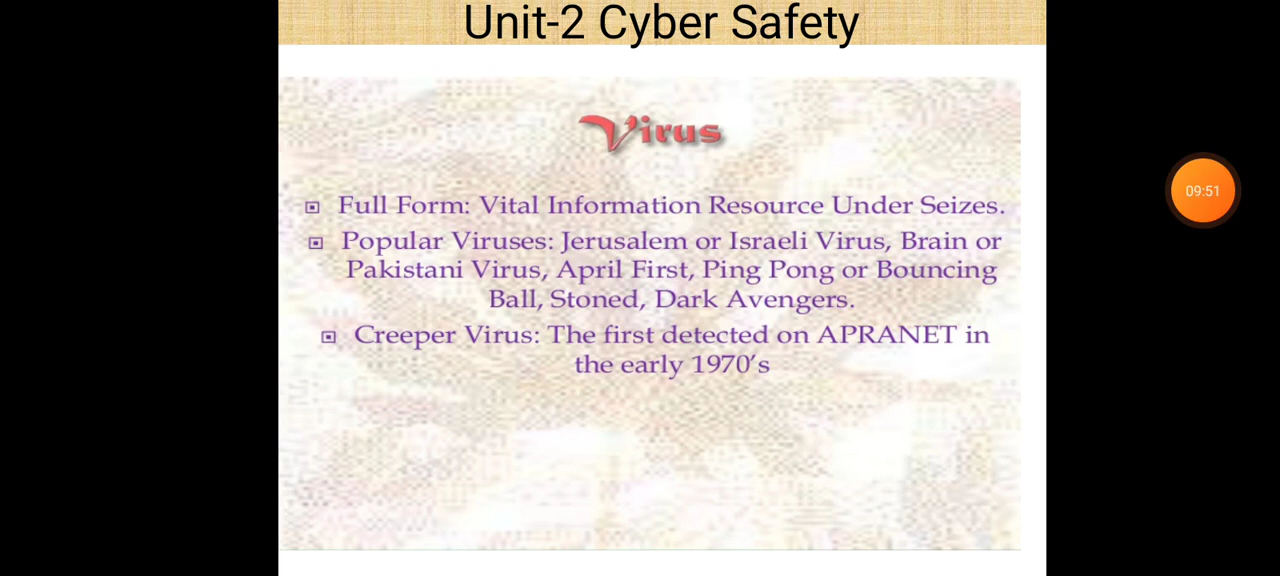 Unit-2 Cyber Safety
Virus
Full Form: Vital Information Resource Under Seizes.
Popular Viruses: Jerusalem or Israeli Virus, Brain or
Pakistani Virus, April First, Ping Pong or Bouncing
Ball, Stoned, Dark Avengers.
Creeper Virus: The first detected on APRANET in
the early 1970’s
09:51